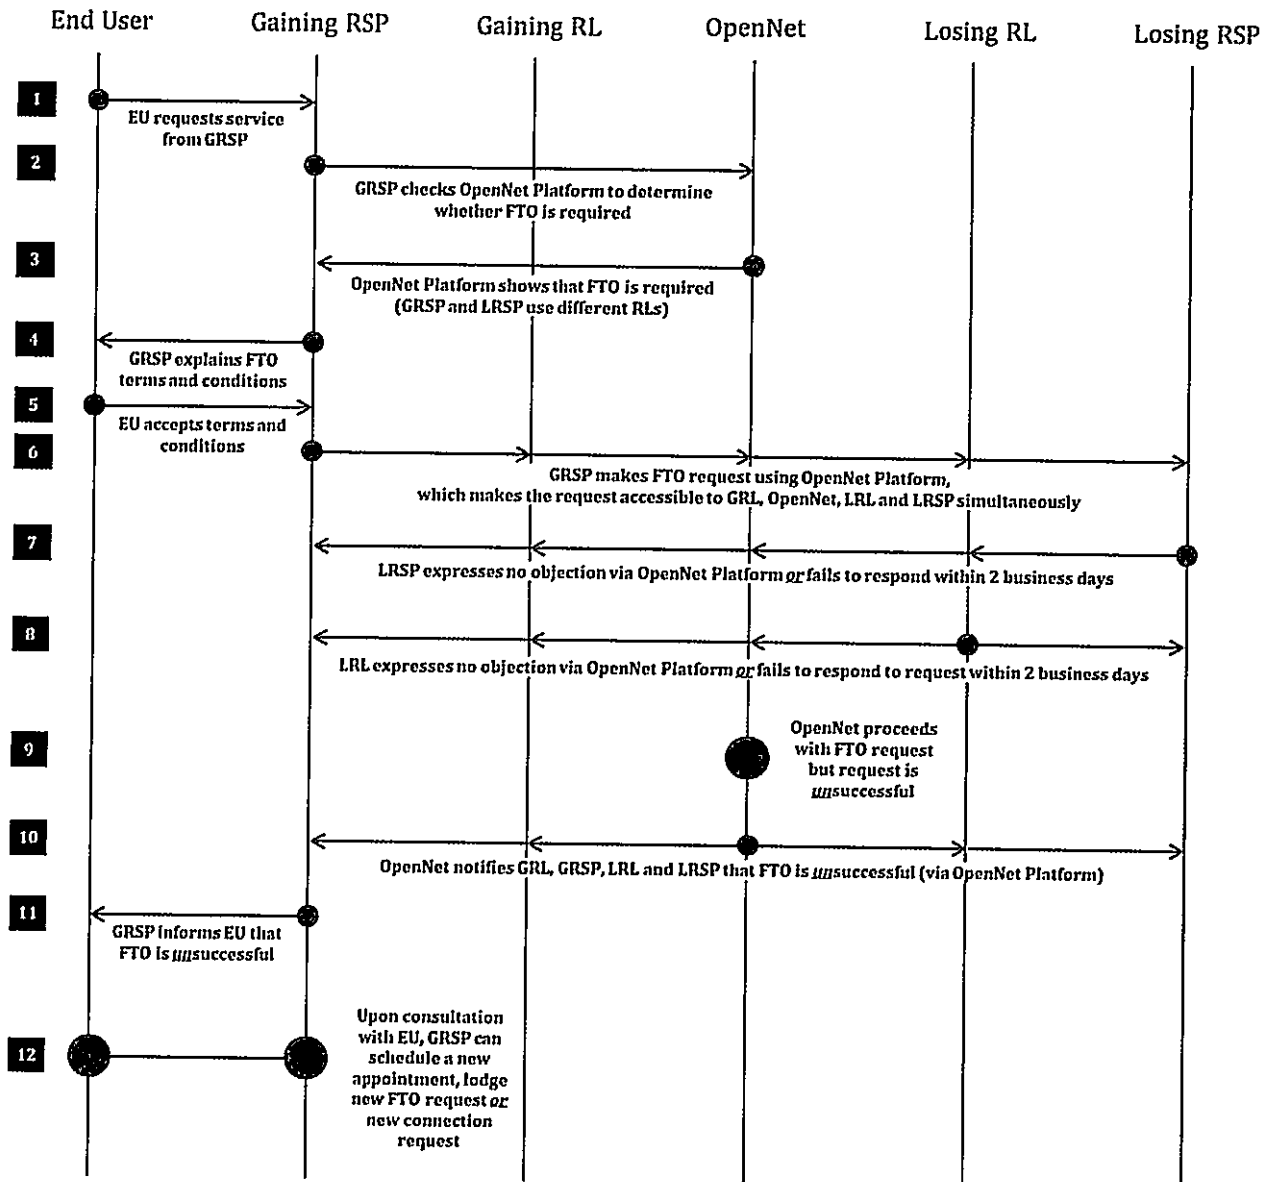 End User Gaining RSP Gaining RL OpenNet Losing RL Losing RSP
1
EU requests service
from GRSP
2
GRSP checks OpenNet Platform to determine
whether FTO is required
3
OpenNet Platform shows that FTO is required
(GRSP and LRSP use different RLs)
4
GRSP explains FTO
terms and conditions
5
EU accepts terms and
conditions
6
GRSP makes FTO request using OpenNet Platform,
which makes the request accessible to GRL, OpenNet, LRL and LRSP simultaneously
7
LRSP expresses no objection via OpenNet Platform or fails to respond within 2 business days
8
LRL expresses no objection via OpenNet Platform or fails to respond to request within 2 business days
9
OpenNet proceeds
with FTO request
but request is
unsuccessful
10
OpenNet notifies GRL, GRSP, LRL and LRSP that FTO is unsuccessful (via OpenNet Platform)
11
GRSP informs EU that
FTO is unsuccessful
12
Upon consultation
with EU, GRSP can
schedule a new
appointment, lodge
new FTO request or
new connection
request